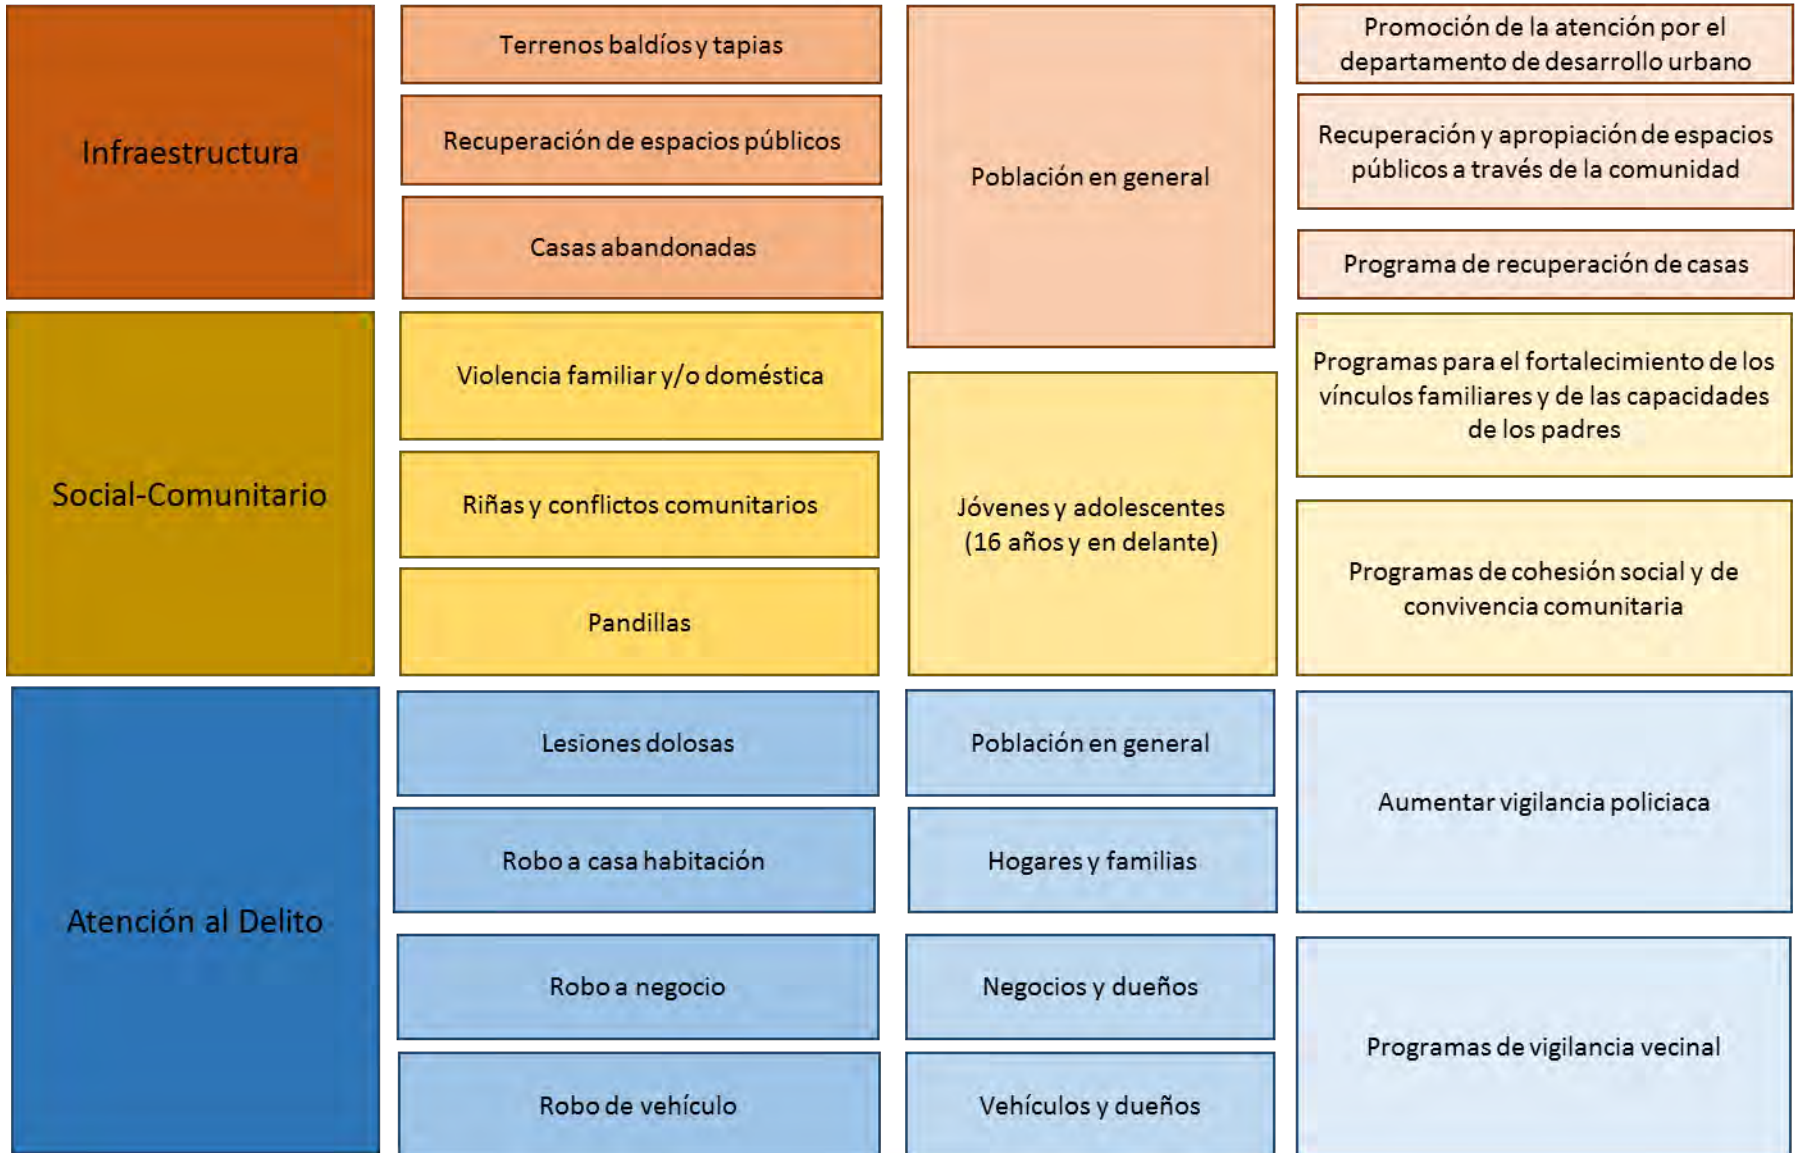 Infraestructura
Terrenos baldíos y tapias
Recuperación de espacios públicos
Casas abandonadas
Población en general
Promoción de la atención por el
departamento de desarrollo urbano
Recuperación y apropiación de espacios
públicos a través de la comunidad
Programa de recuperación de casas
Social-Comunitario
Violencia familiar y/o doméstica
Riñas y conflictos comunitarios
Pandillas
Jóvenes y adolescentes
(16 años y en delante)
Programas para el fortalecimiento de los
vínculos familiares y de las capacidades
de los padres
Programas de cohesión social y de
convivencia comunitaria
Atención al Delito
Lesiones dolosas
Robo a casa habitación
Robo a negocio
Robo de vehículo
Población en general
Hogares y familias
Negocios y dueños
Vehículos y dueños
Aumentar vigilancia policiaca
Programas de vigilancia vecinal